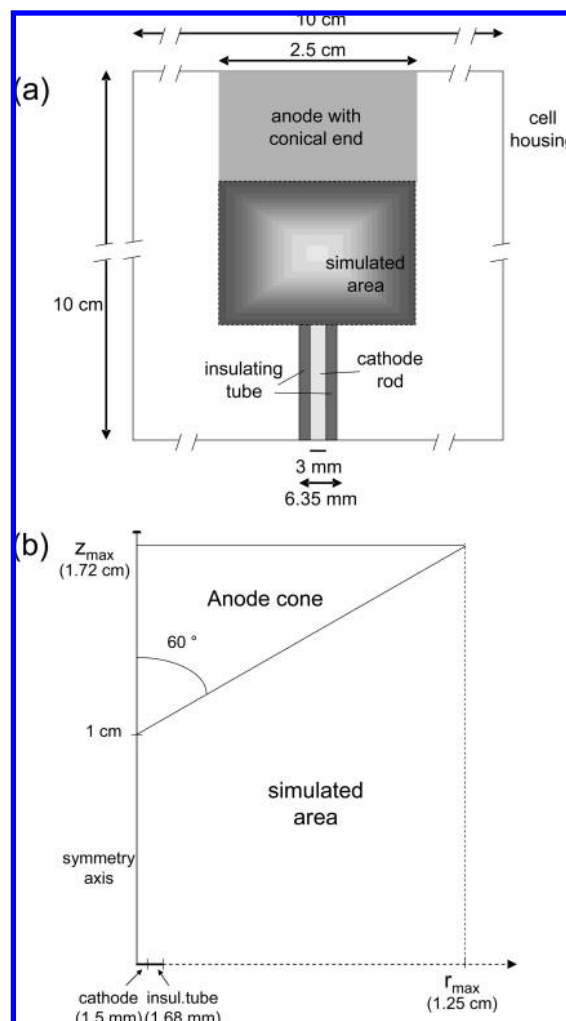 10 cm
2.5 cm
(a)
anode with
conical end
cell
housing
simulated
area
10 cm
insulating
tube
cathode
rod
3 mm
6.35 mm
(b)
zmax
(1.72 cm)
Anode cone
60 °
1 cm
simulated
area
symmetry
axis
cathode insul.tube
(1.5 mm) (1.68 mm)
rmax
(1.25 cm)